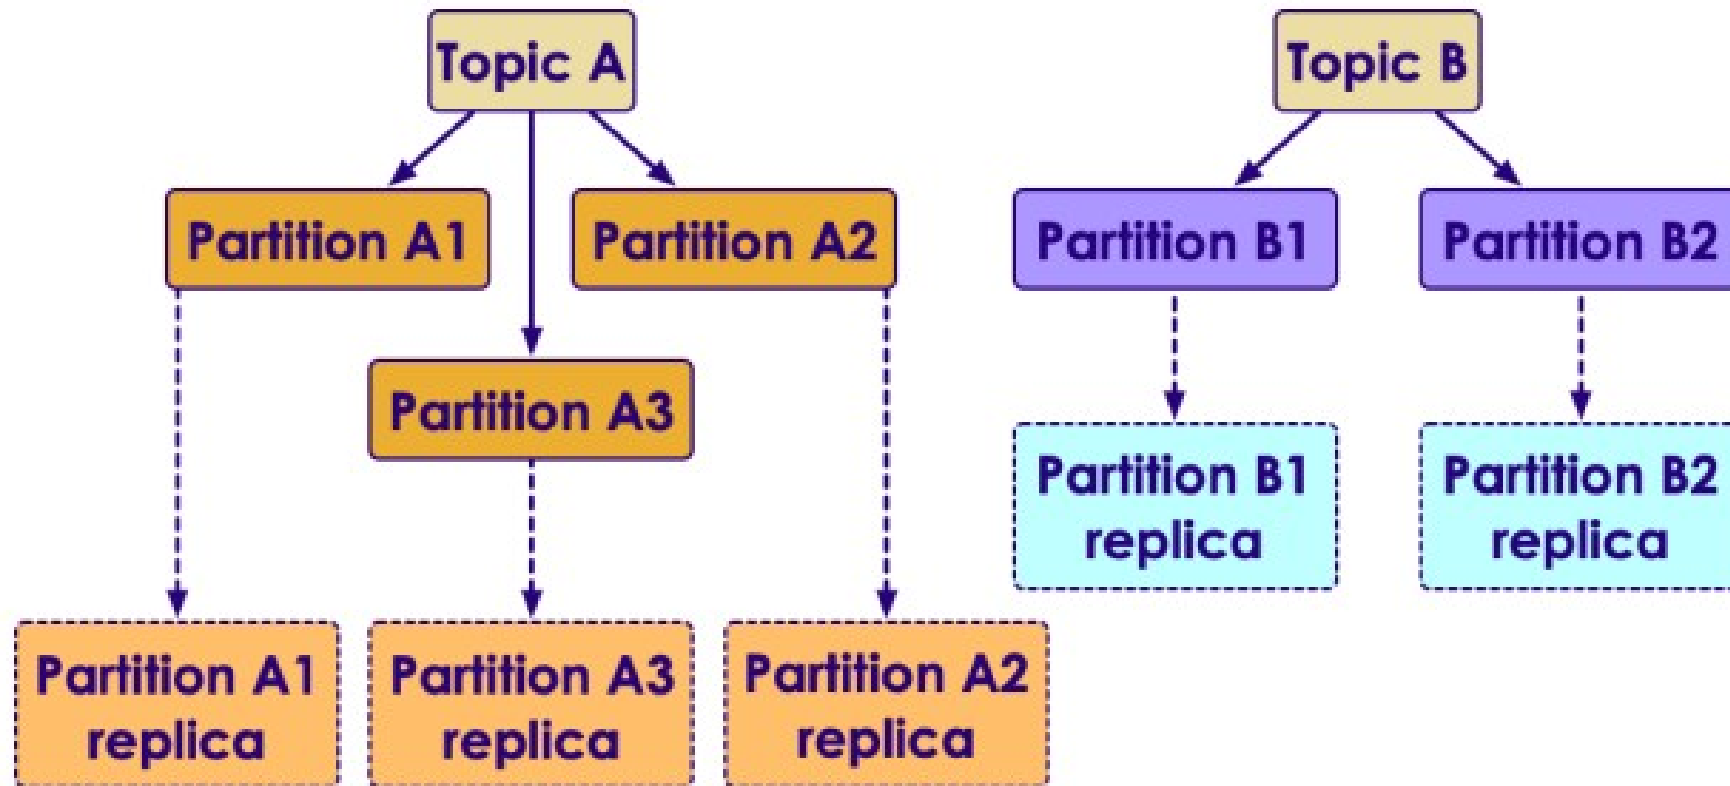 Topic A
Topic B
Partition A1
Partition A2
Partition B1
Partition B2
Partition A3
Partition B1
replica
Partition B2
replica
Partition A1
replica
Partition A3
replica
Partition A2
replica